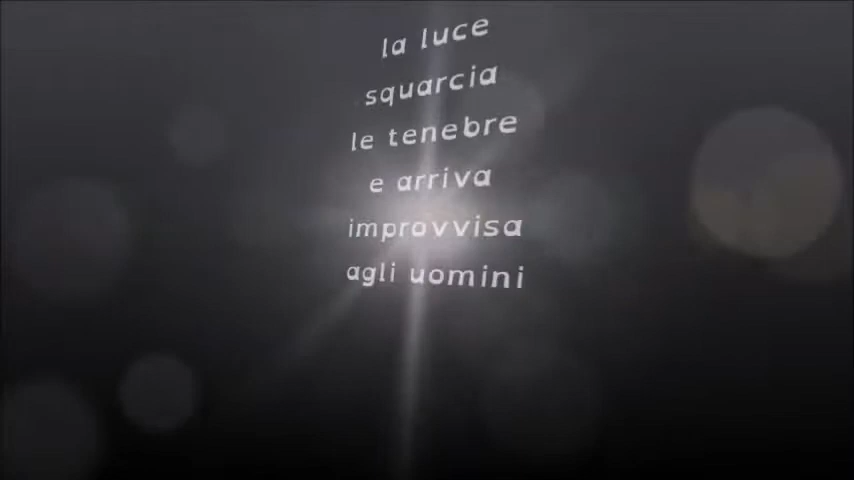 la luce
squarcia
le tenebre
e arriva
improvvisa
agli uomini